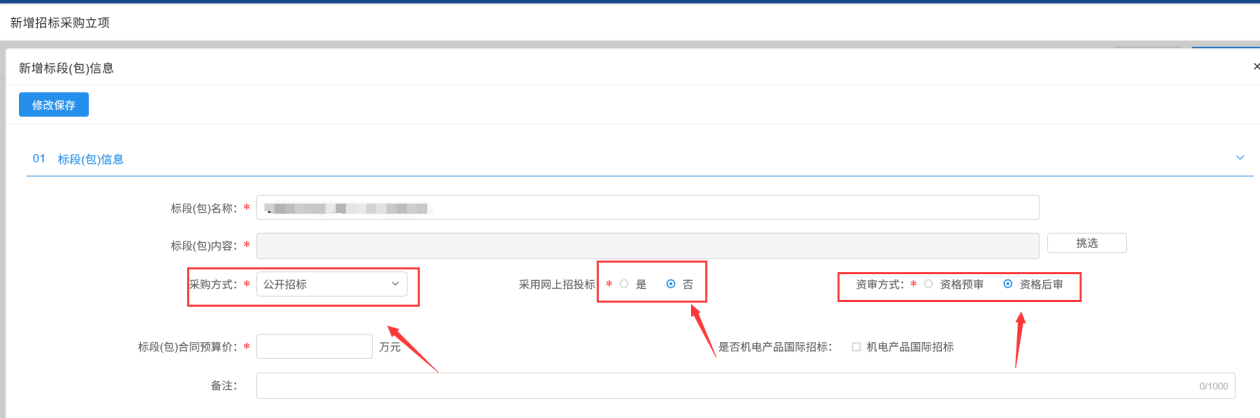 新增招标采购立项
新增标段(包)信息 ×
修改保存
01 标段(包)信息
标段(包)名称：*
标段(包)内容：* 挑选
采购方式：* 公开招标 采用网上招投标 * 是 否 资审方式：* 资格预审 资格后审
标段(包)合同预算价：* 万元 是否机电产品国际招标： 机电产品国际招标
备注： 0/1000